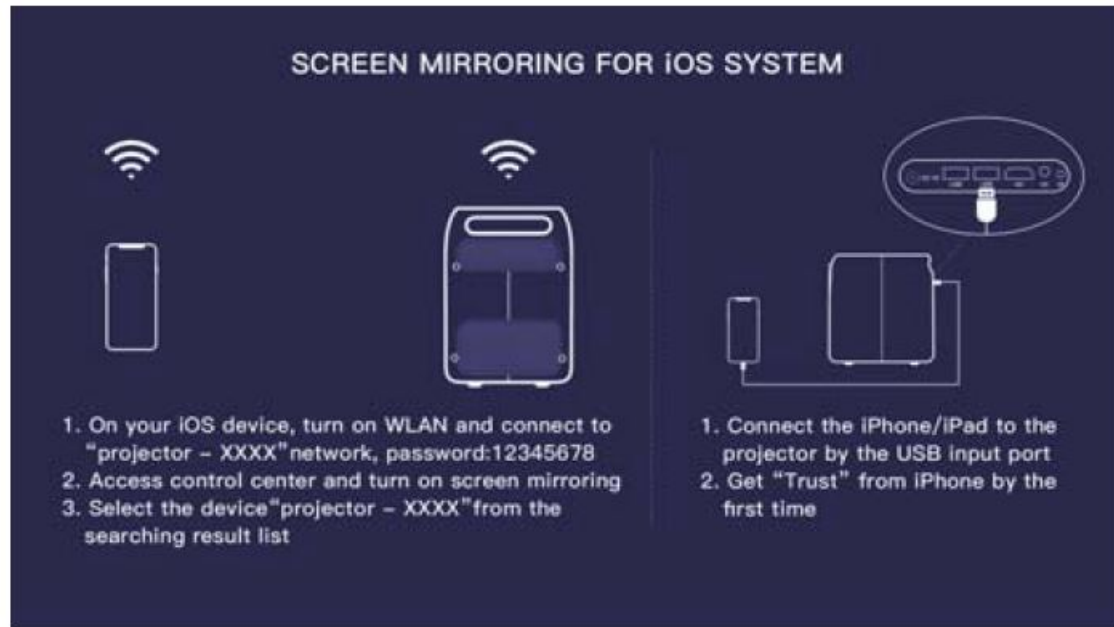 SCREEN MIRRORING FOR iOS SYSTEM
1. On your iOS device, turn on WLAN and connect to
“projector – XXXX”network, password:12345678
2. Access control center and turn on screen mirroring
3. Select the device“projector – XXXX”from the
searching result list
1. Connect the iPhone/iPad to the
projector by the USB input port
2. Get “Trust” from iPhone by the
first time